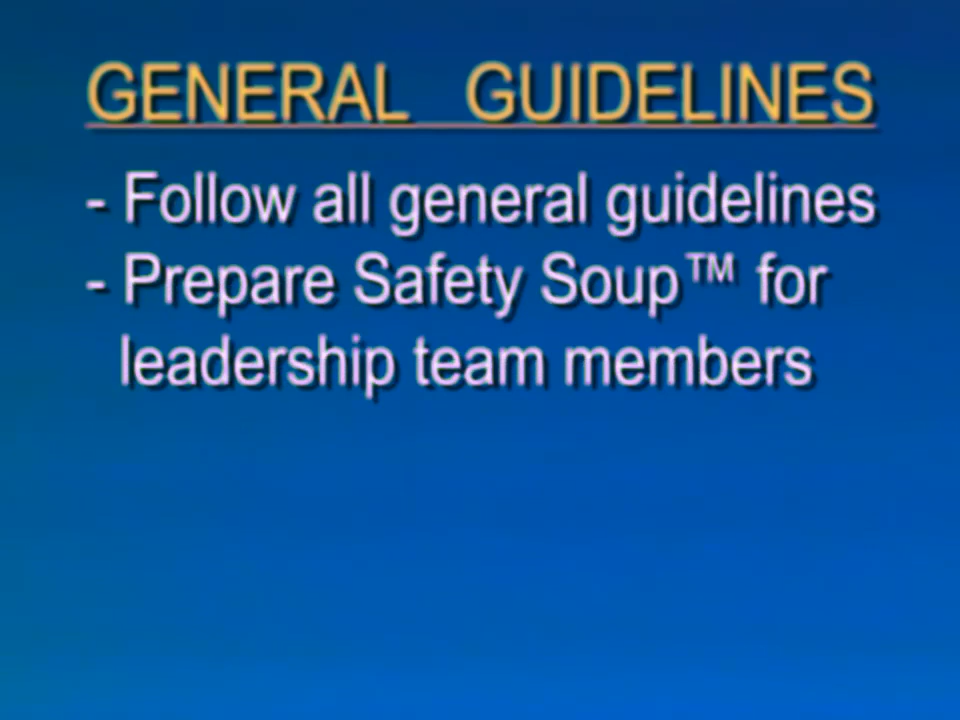 GENERAL GUIDELINES
- Follow all general guidelines
- Prepare Safety Soup™ for
leadership team members